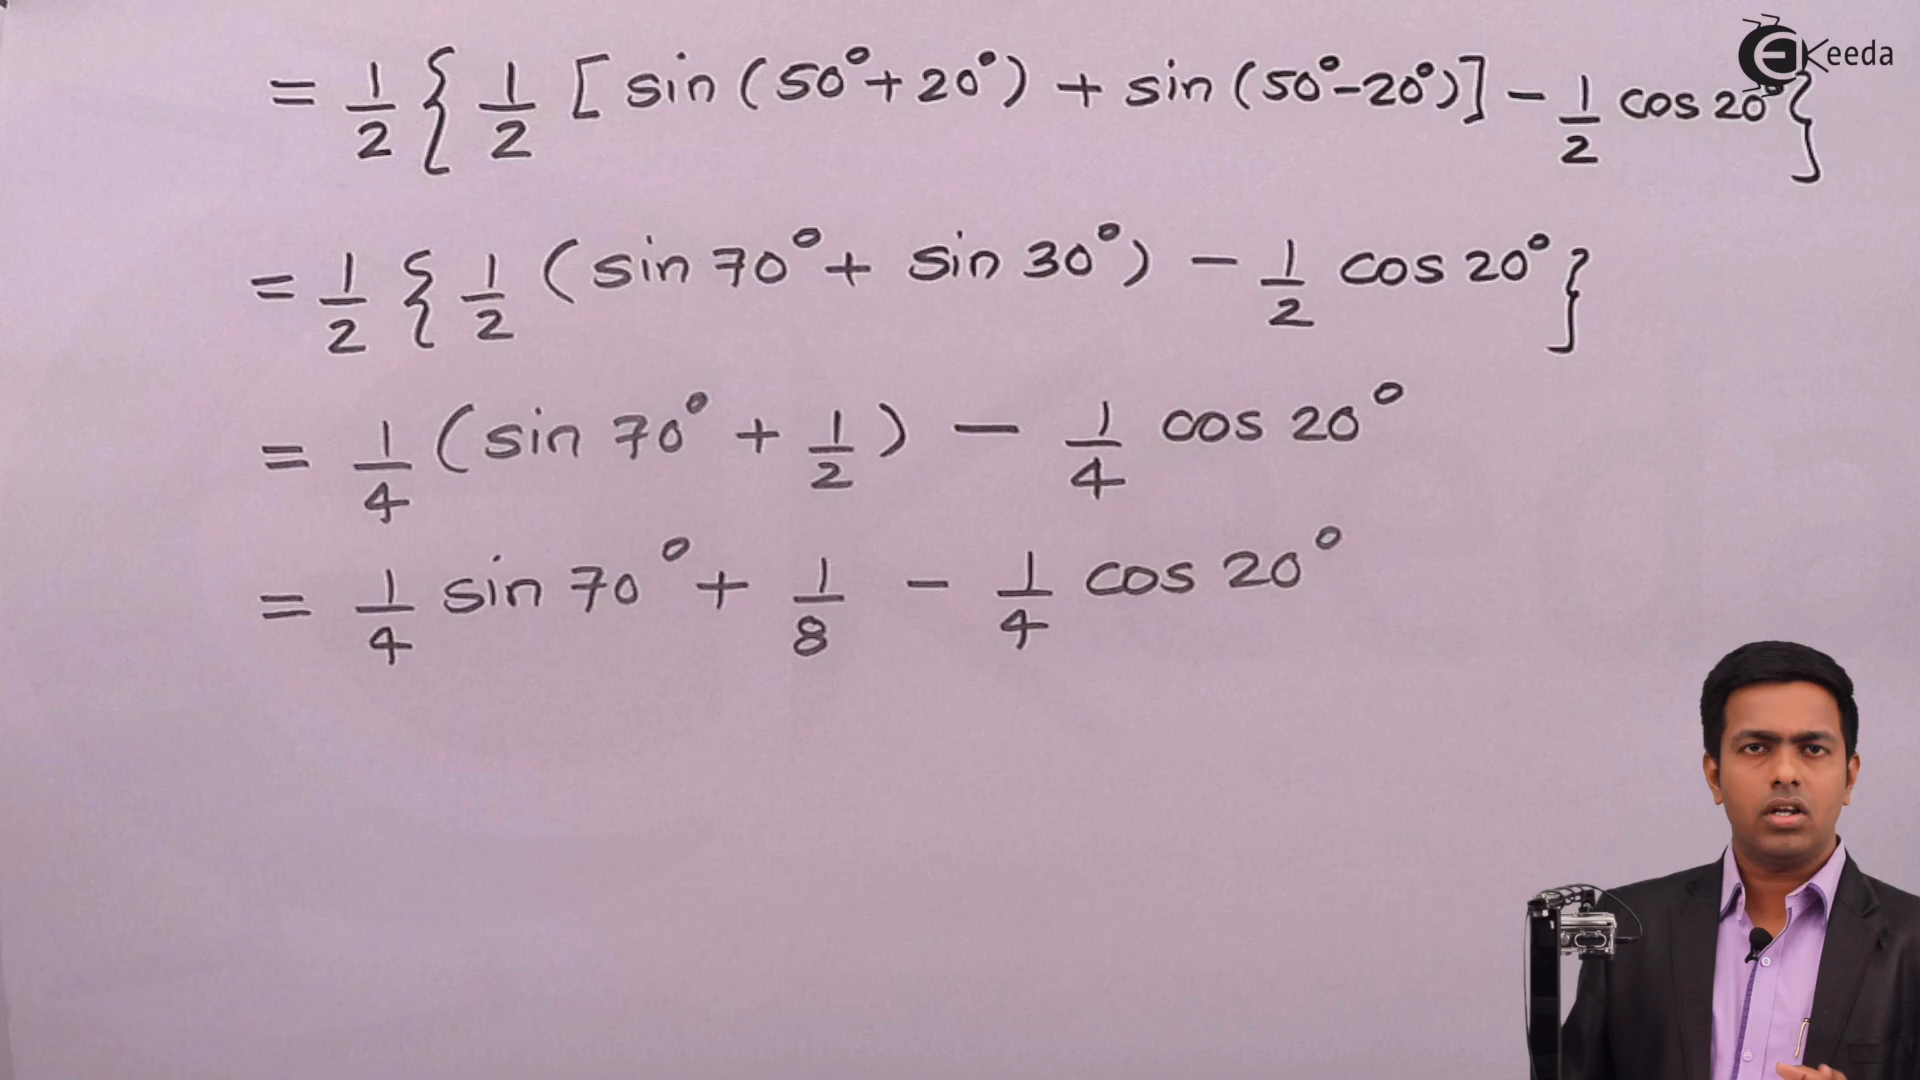 Keeda
= 1/2 { 1/2 [ sin (50° + 20°) + sin (50° - 20°) ] - 1/2 cos 20° }
= 1/2 { 1/2 ( sin 70° + sin 30° ) - 1/2 cos 20° }
= 1/4 ( sin 70° + 1/2 ) - 1/4 cos 20°
= 1/4 sin 70° + 1/8 - 1/4 cos 20°